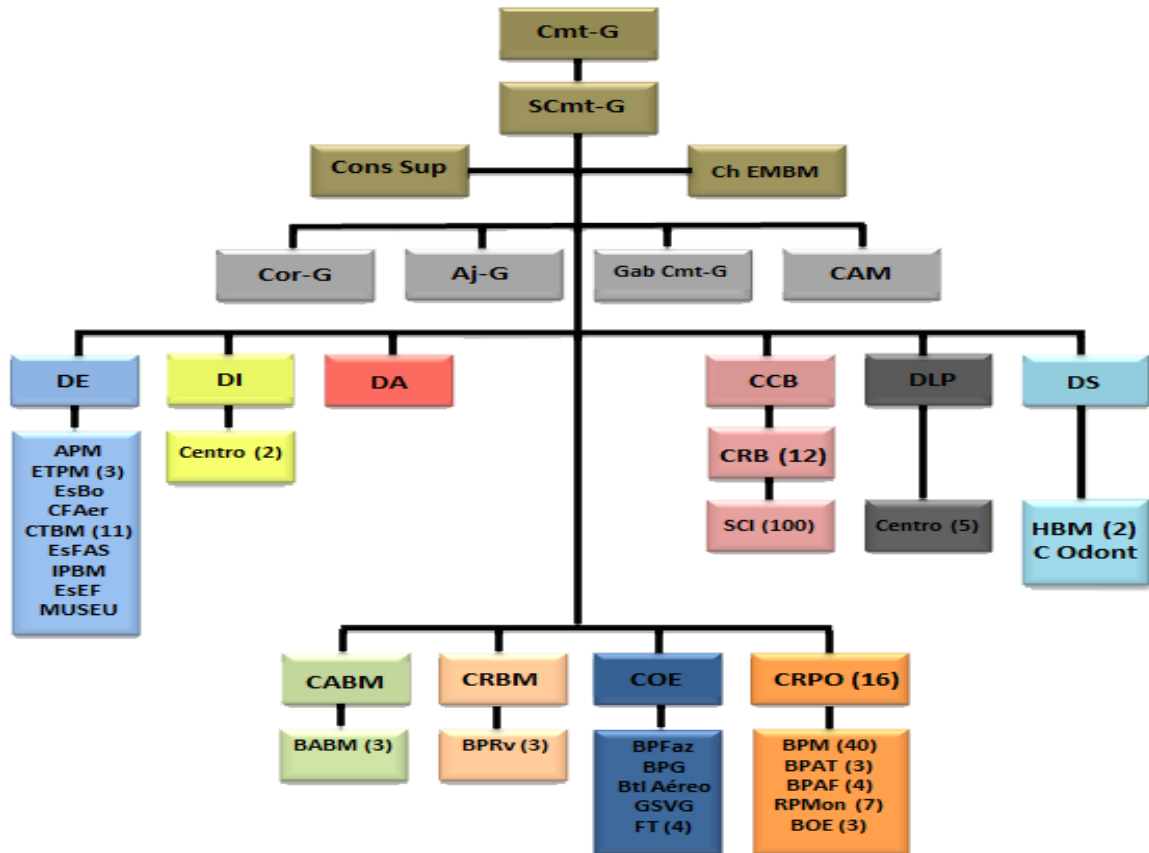 Cmt-G
SCmt-G
Cons Sup
Ch EMBM
Cor-G
Aj-G
Gab Cmt-G
CAM
DE
DI
DA
CCB
DLP
DS
APM
ETPM (3)
EsBo
CFAer
CTBM (11)
EsFAS
IPBM
EsEF
MUSEU
Centro (2)
CRB (12)
SCI (100)
Centro (5)
HBM (2)
C Odont
CABM
CRBM
COE
CRPO (16)
BABM (3)
BPRv (3)
BPFaz
BPG
Btl Aéreo
GSVG
FT (4)
BPM (40)
BPAT (3)
BPAF (4)
RPMon (7)
BOE (3)